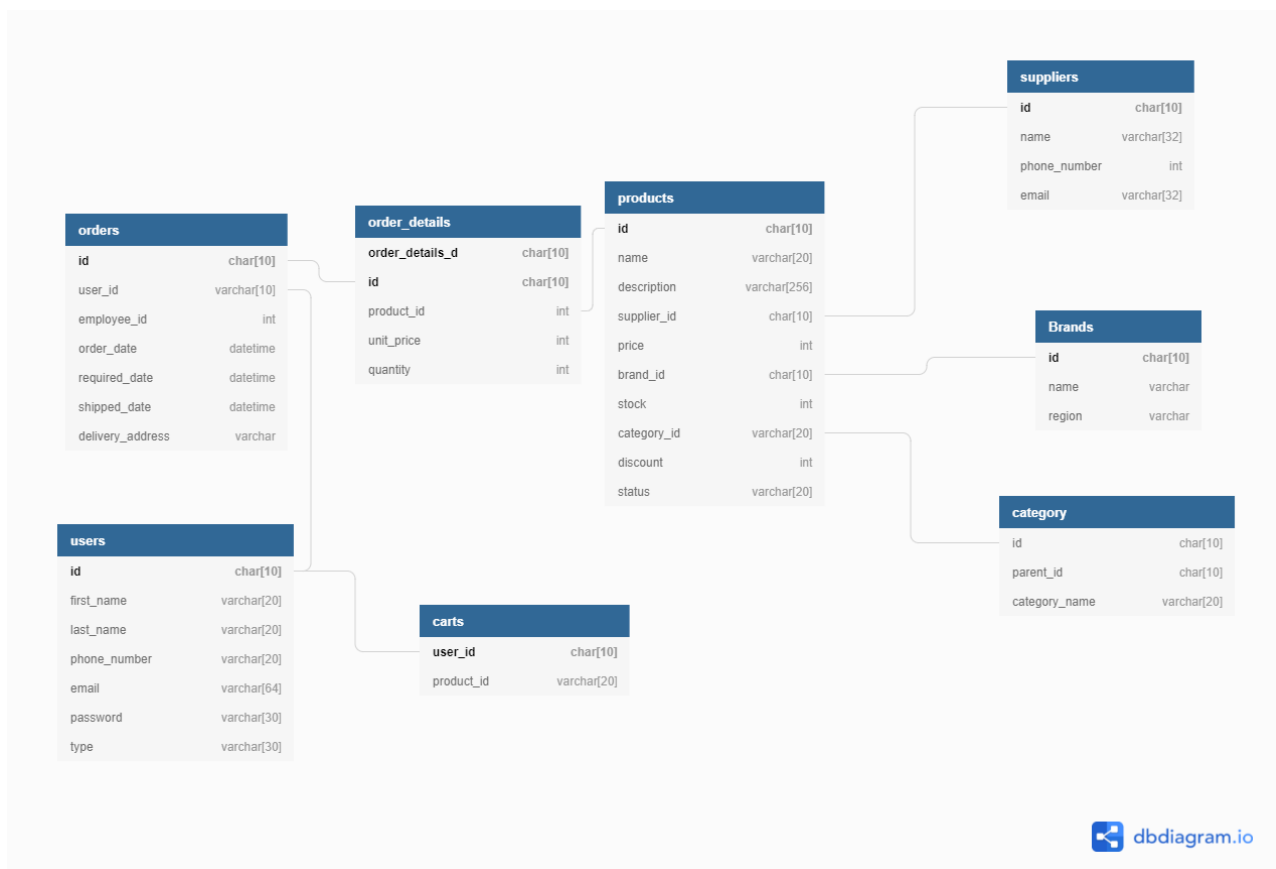 suppliers
id char[10]
name varchar[32]
phone_number int
email varchar[32]
products
id char[10]
name varchar[20]
description varchar[256]
supplier_id char[10]
price int
brand_id char[10]
stock int
category_id varchar[20]
discount int
status varchar[20]
order_details
order_details_d char[10]
id char[10]
product_id int
unit_price int
quantity int
orders
id char[10]
user_id varchar[10]
employee_id int
order_date datetime
required_date datetime
shipped_date datetime
delivery_address varchar
Brands
id char[10]
name varchar
region varchar
category
id char[10]
parent_id char[10]
category_name varchar[20]
users
id char[10]
first_name varchar[20]
last_name varchar[20]
phone_number varchar[20]
email varchar[64]
password varchar[30]
type varchar[30]
carts
user_id char[10]
product_id varchar[20]
dbdiagram.io